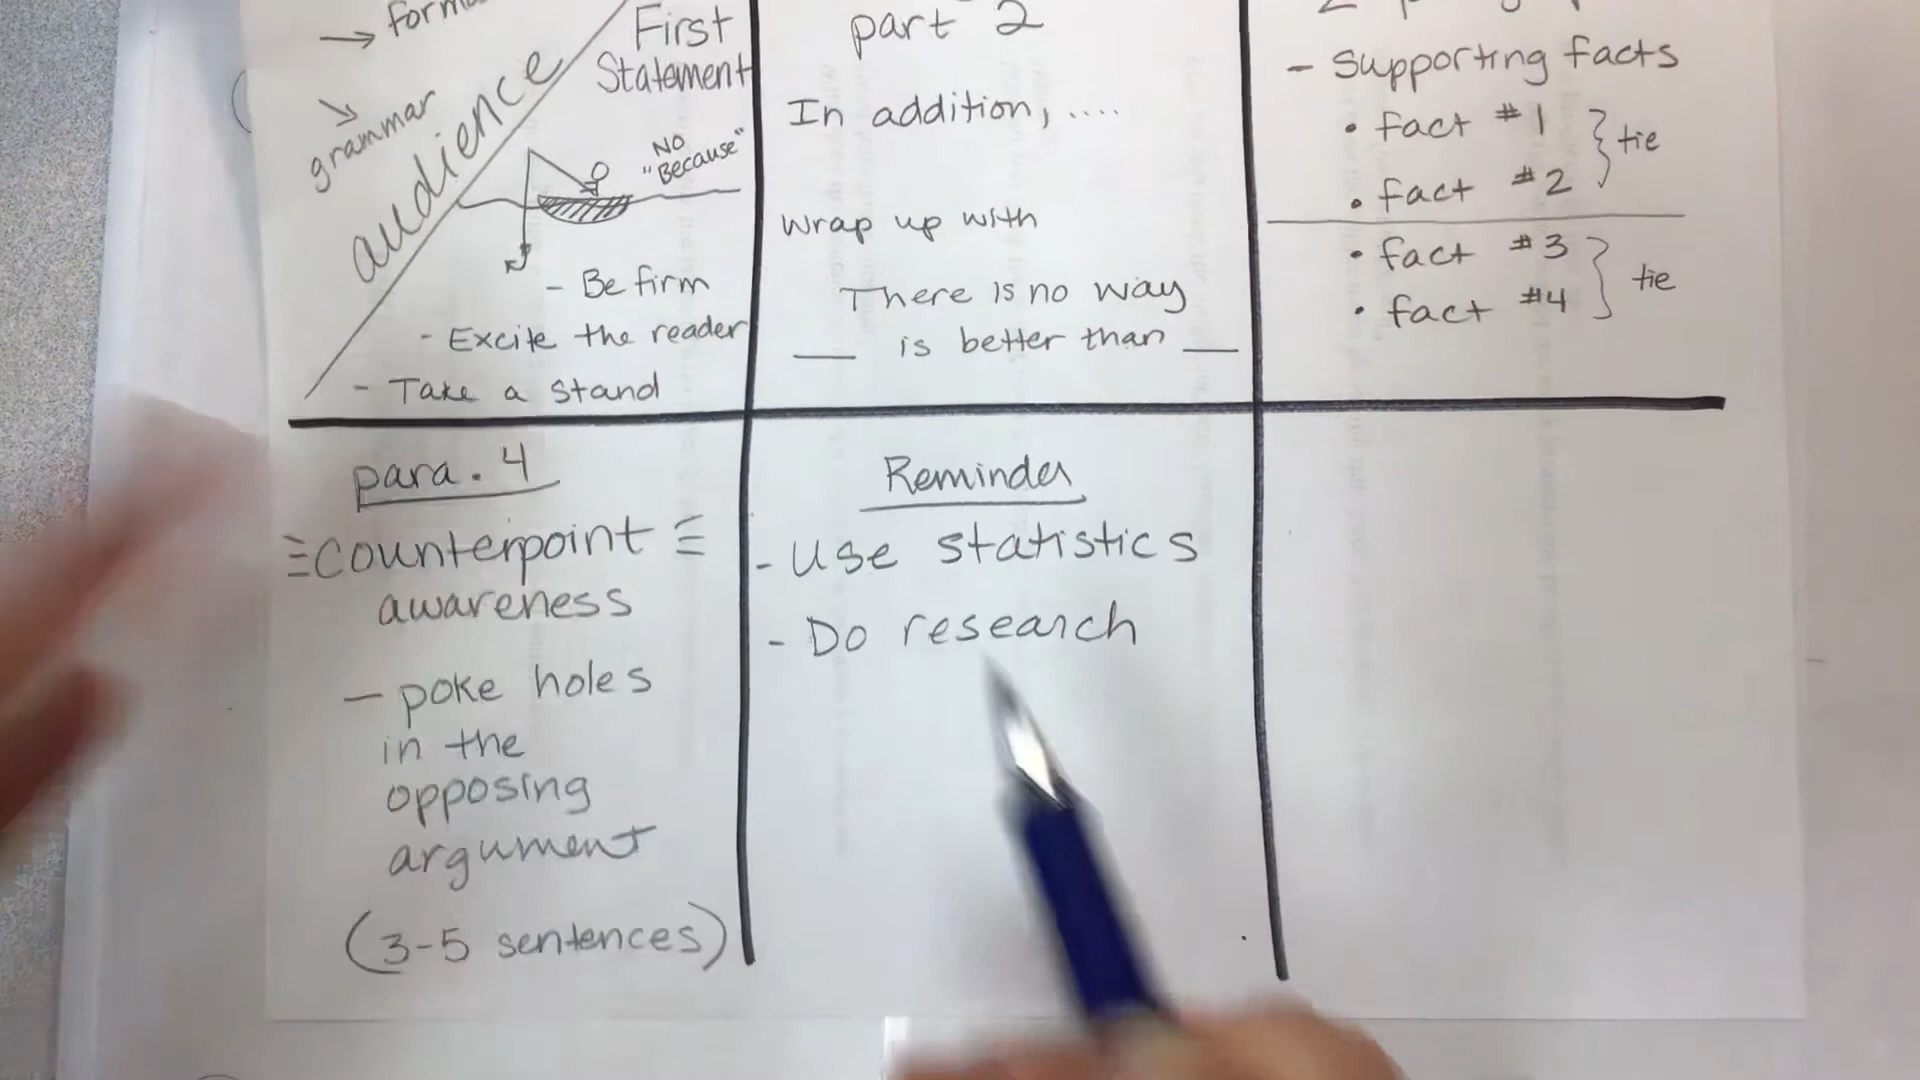 grammar
audience
First
Statement
NO
"Because"
- Be firm
- Excite the reader
- Take a stand
part 2
In addition, ....
wrap up with
There is no way
___ is better than ___
- Supporting facts
• fact #1
• fact #2
tie
• fact #3
• fact #4
tie
para. 4
counterpoint
awareness
- poke holes
in the
opposing
argument
(3-5 sentences)
Reminder
- Use statistics
- Do research